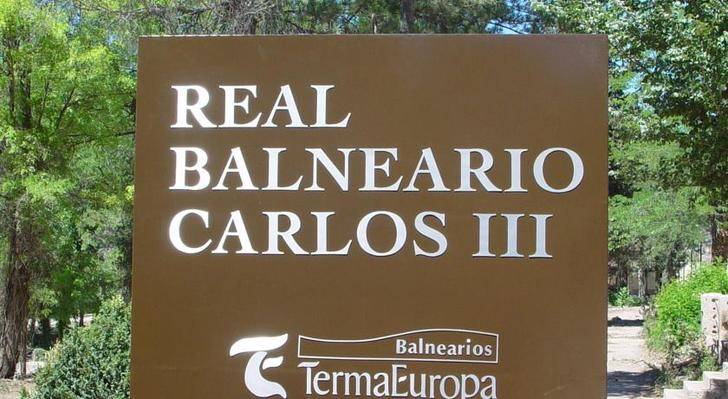 REAL
BALNEARIO
CARLOS III
Balnearios
TermaEuropa